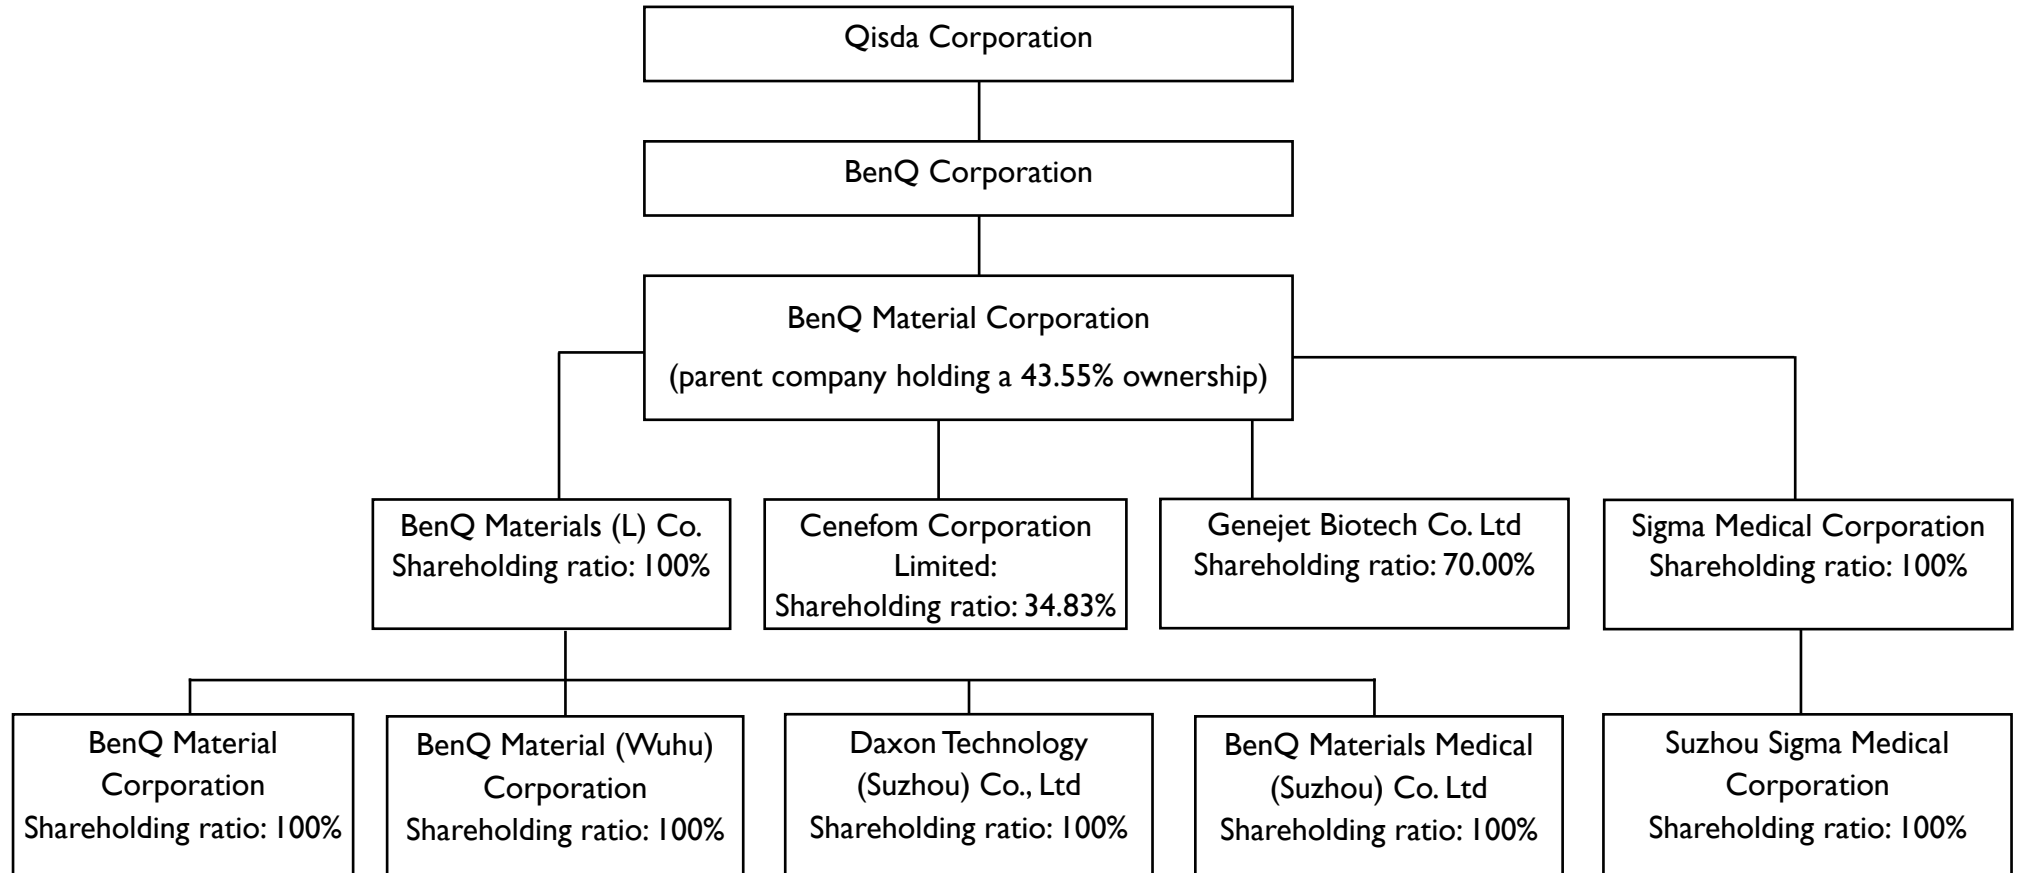 Qisda Corporation
BenQ Corporation
BenQ Material Corporation
(parent company holding a 43.55% ownership)
BenQ Materials (L) Co.
Shareholding ratio: 100%
Cenefom Corporation
Limited:
Shareholding ratio: 34.83%
Genejet Biotech Co. Ltd
Shareholding ratio: 70.00%
Sigma Medical Corporation
Shareholding ratio: 100%
BenQ Material
Corporation
Shareholding ratio: 100%
BenQ Material (Wuhu)
Corporation
Shareholding ratio: 100%
Daxon Technology
(Suzhou) Co., Ltd
Shareholding ratio: 100%
BenQ Materials Medical
(Suzhou) Co. Ltd
Shareholding ratio: 100%
Suzhou Sigma Medical
Corporation
Shareholding ratio: 100%